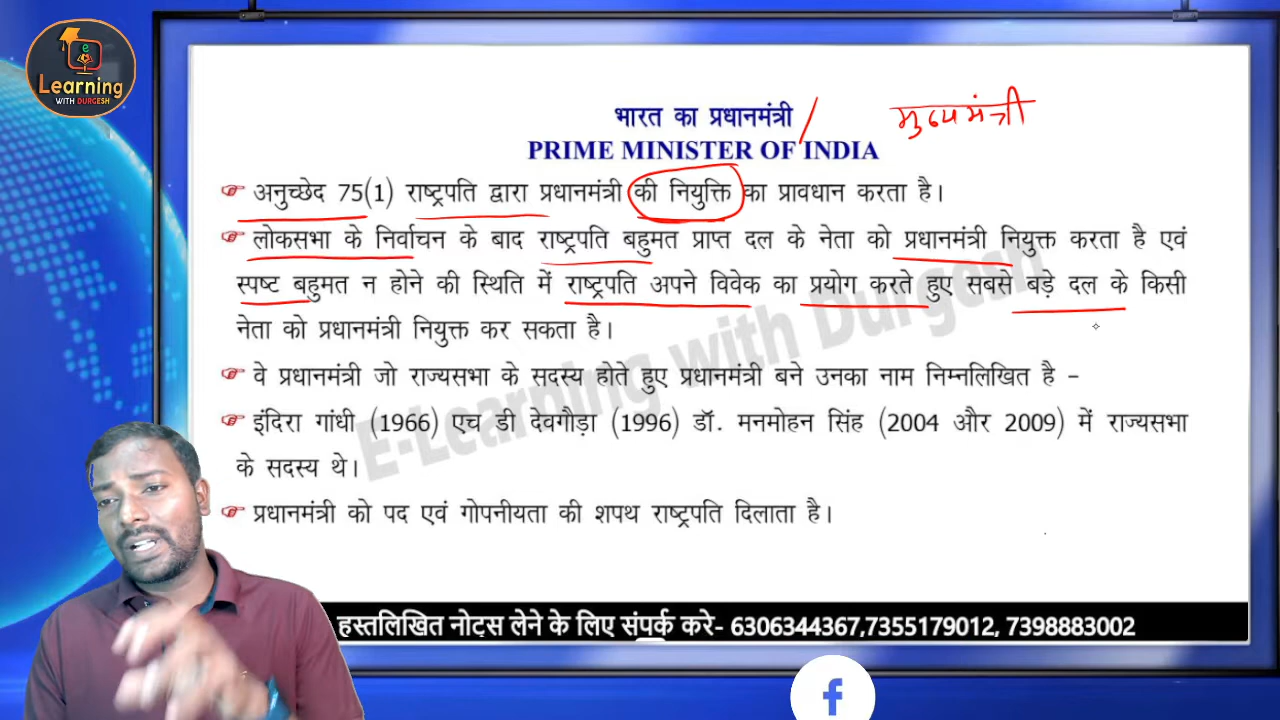 e
Learning
WITH DURGESH
भारत का प्रधानमंत्री / मुख्यमंत्री
PRIME MINISTER OF INDIA
अनुच्छेद 75(1) राष्ट्रपति द्वारा प्रधानमंत्री की नियुक्ति का प्रावधान करता है।
लोकसभा के निर्वाचन के बाद राष्ट्रपति बहुमत प्राप्त दल के नेता को प्रधानमंत्री नियुक्त करता है एवं
स्पष्ट बहुमत न होने की स्थिति में राष्ट्रपति अपने विवेक का प्रयोग करते हुए सबसे बड़े दल के किसी
नेता को प्रधानमंत्री नियुक्त कर सकता है।
वे प्रधानमंत्री जो राज्यसभा के सदस्य होते हुए प्रधानमंत्री बने उनका नाम निम्नलिखित है –
इंदिरा गांधी (1966) एच डी देवगौड़ा (1996) डॉ. मनमोहन सिंह (2004 और 2009) में राज्यसभा
के सदस्य थे।
प्रधानमंत्री को पद एवं गोपनीयता की शपथ राष्ट्रपति दिलाता है।
E-Learning with Durgesh
हस्तलिखित नोट्स लेने के लिए संपर्क करे- 6306344367,7355179012, 7398883002
f